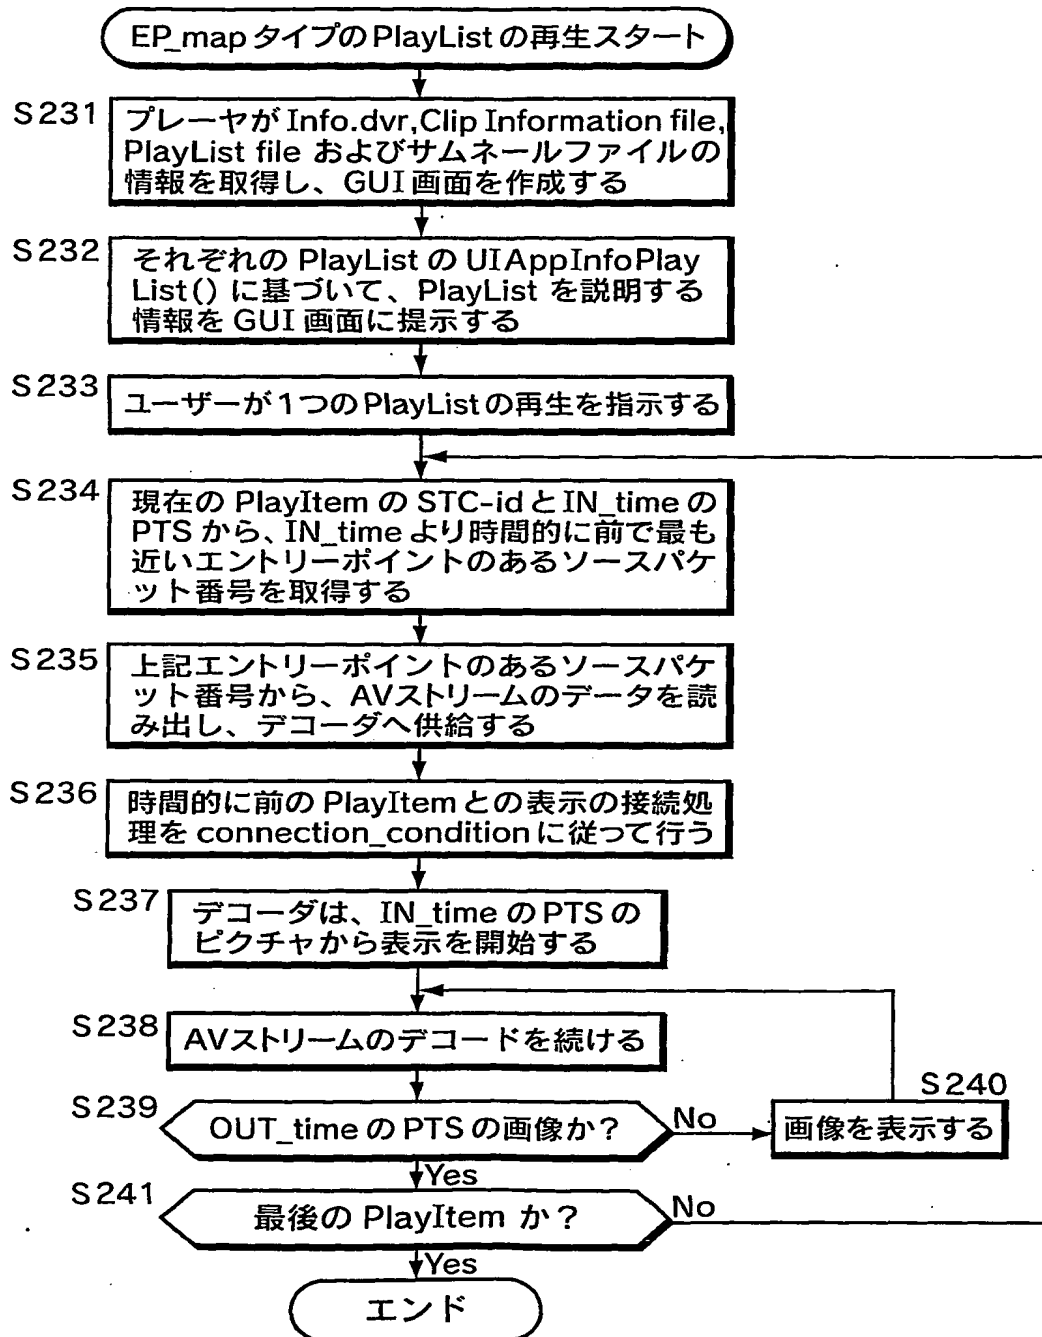 EP_map タイプの PlayList の再生スタート
S231
プレーヤが Info.dvr,Clip Information file,
PlayList file およびサムネールファイルの
情報を取得し、GUI 画面を作成する
S232
それぞれの PlayList の UIAppInfoPlay
List() に基づいて、PlayList を説明する
情報を GUI 画面に提示する
S233
ユーザーが1つのPlayListの再生を指示する
S234
現在の PlayItem の STC-id と IN_time の
PTS から、IN_time より時間的に前で最も
近いエントリーポイントのあるソースパケ
ット番号を取得する
S235
上記エントリーポイントのあるソースパケ
ット番号から、AVストリームのデータを読
み出し、デコーダへ供給する
S236
時間的に前の PlayItem との表示の接続処
理を connection_condition に従って行う
S237
デコーダは、IN_time の PTS の
ピクチャから表示を開始する
S238
AVストリームのデコードを続ける
S239
OUT_time の PTS の画像か?
No
S240
画像を表示する
Yes
S241
最後の PlayItem か?
No
Yes
エンド